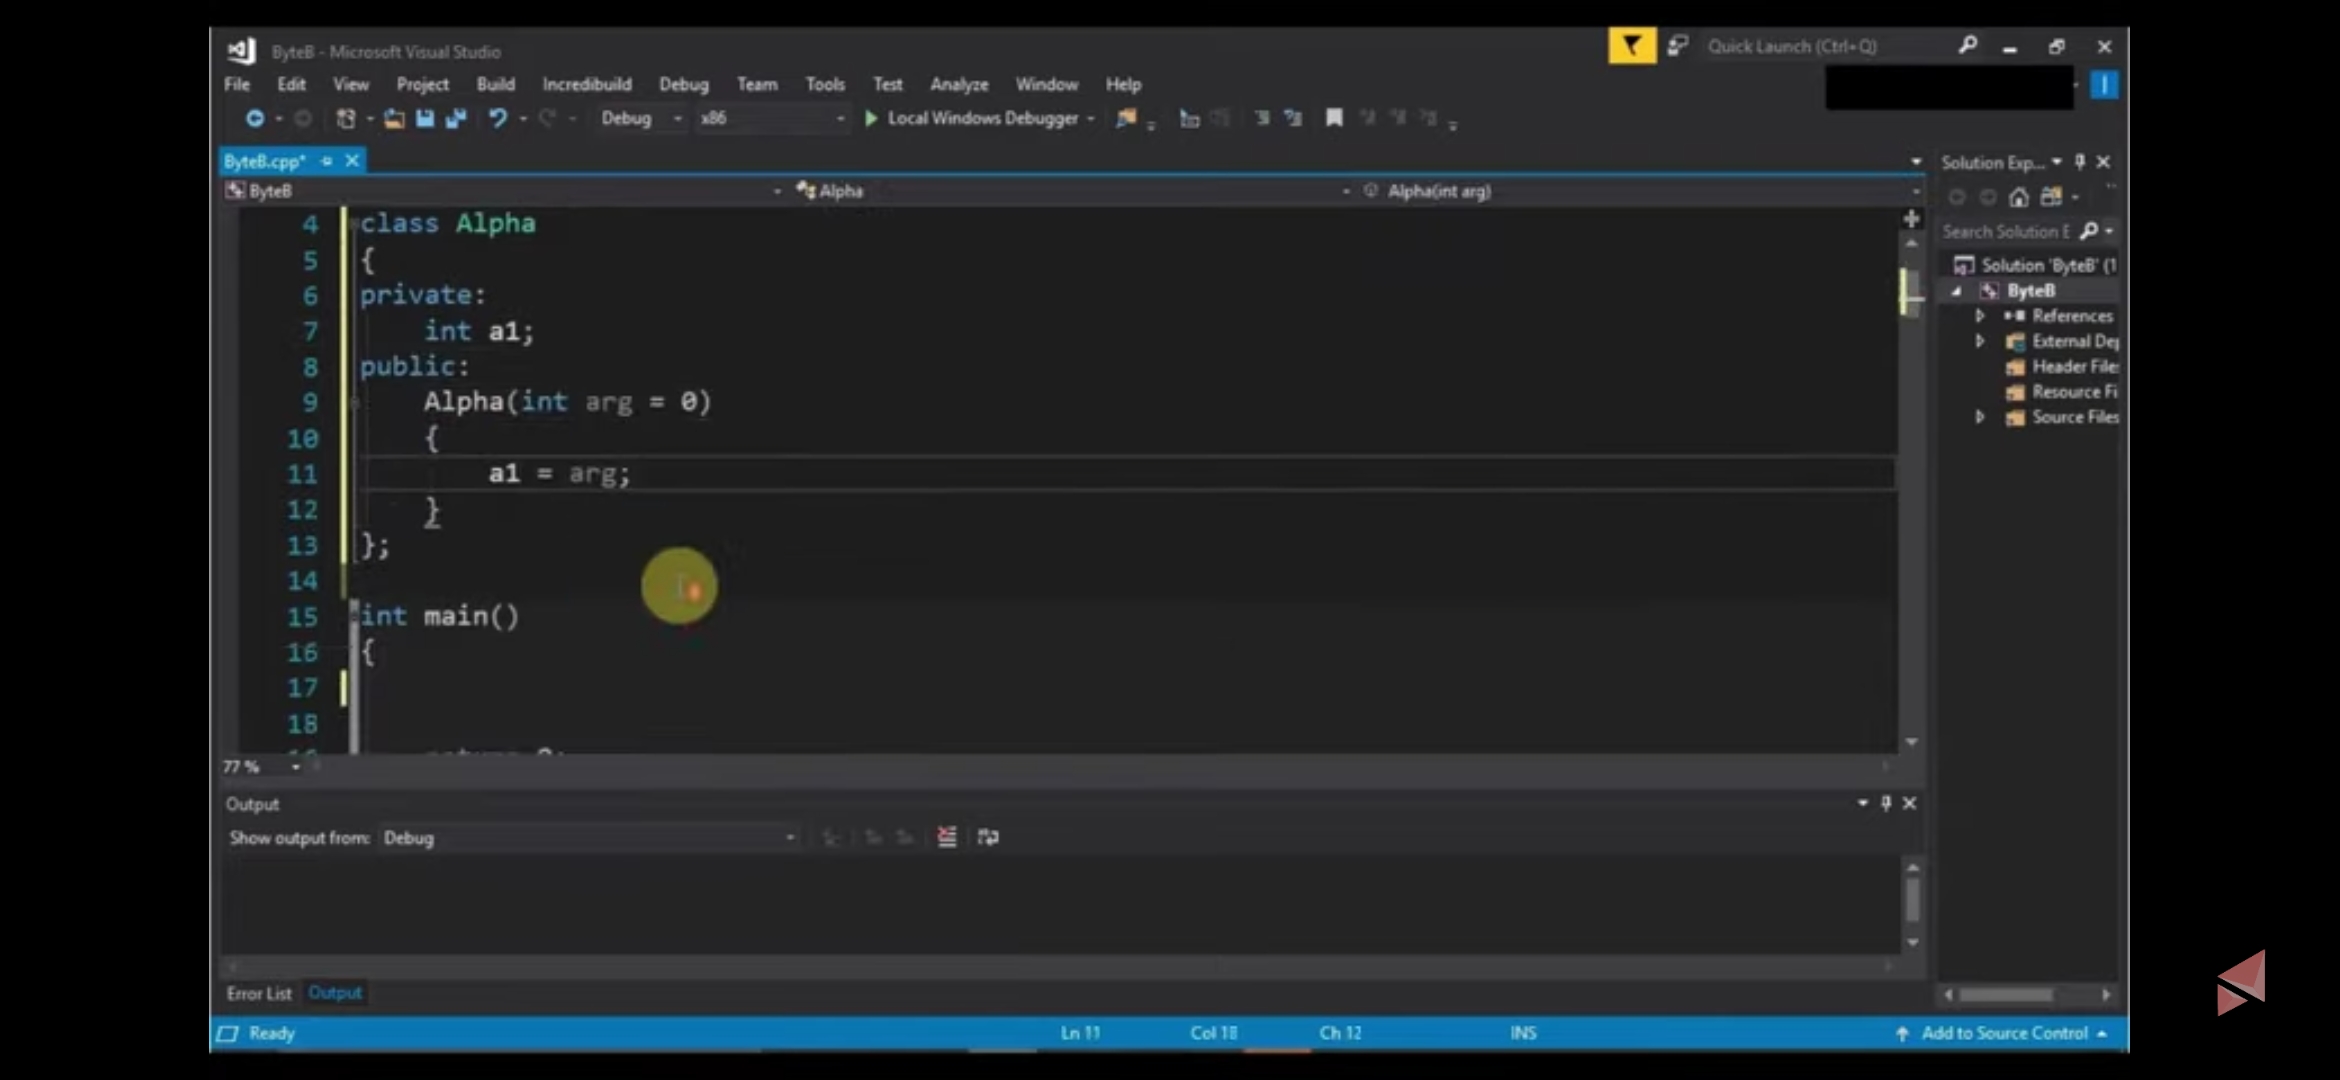 ByteB - Microsoft Visual Studio
Quick Launch (Ctrl+Q)
File Edit View Project Build Incredibuild Debug Team Tools Test Analyze Window Help
Debug x86 Local Windows Debugger
ByteB.cpp*
Solution Exp...
ByteB Alpha Alpha(int arg)
Search Solution E
Solution 'ByteB' (1
ByteB
References
External Dep
Header Files
Resource Fi
Source Files
4 class Alpha
5 {
6 private:
7 int a1;
8 public:
9 Alpha(int arg = 0)
10 {
11 a1 = arg;
12 }
13 };
14
15 int main()
16 {
17
18
77 %
Output
Show output from: Debug
Error List Output
Ready Ln 11 Col 18 Ch 12 INS Add to Source Control